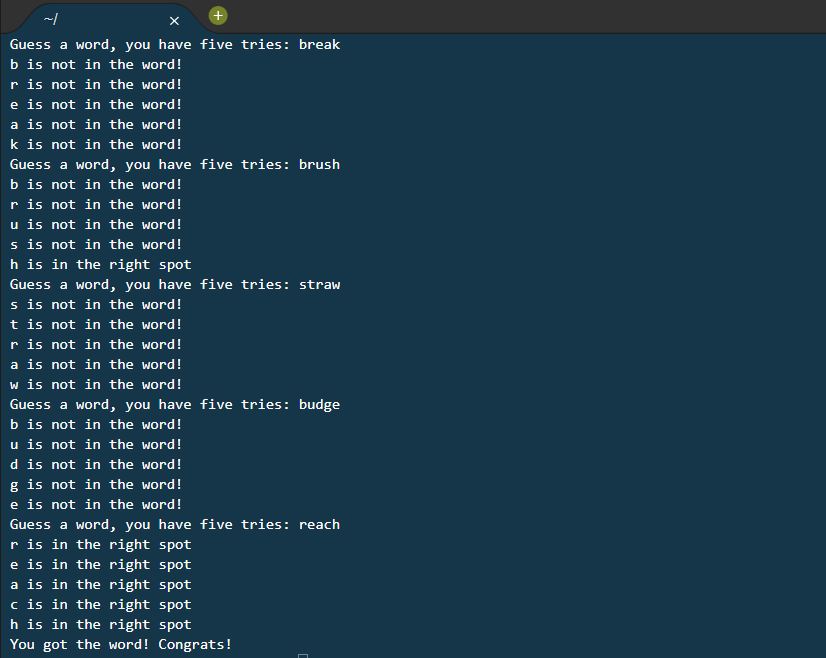 ~/
Guess a word, you have five tries: break
b is not in the word!
r is not in the word!
e is not in the word!
a is not in the word!
k is not in the word!
Guess a word, you have five tries: brush
b is not in the word!
r is not in the word!
u is not in the word!
s is not in the word!
h is in the right spot
Guess a word, you have five tries: straw
s is not in the word!
t is not in the word!
r is not in the word!
a is not in the word!
w is not in the word!
Guess a word, you have five tries: budge
b is not in the word!
u is not in the word!
d is not in the word!
g is not in the word!
e is not in the word!
Guess a word, you have five tries: reach
r is in the right spot
e is in the right spot
a is in the right spot
c is in the right spot
h is in the right spot
You got the word! Congrats!